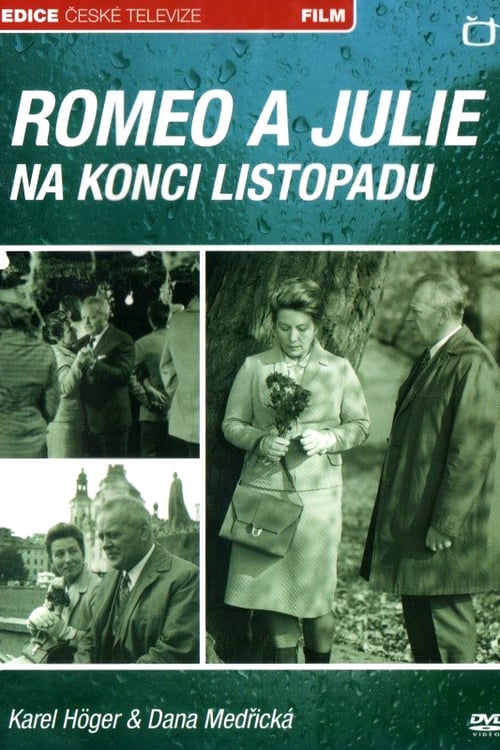 EDICE ČESKÉ TELEVIZE
FILM
ROMEO A JULIE
NA KONCI LISTOPADU
Karel Höger & Dana Medřická
DVD
VIDEO